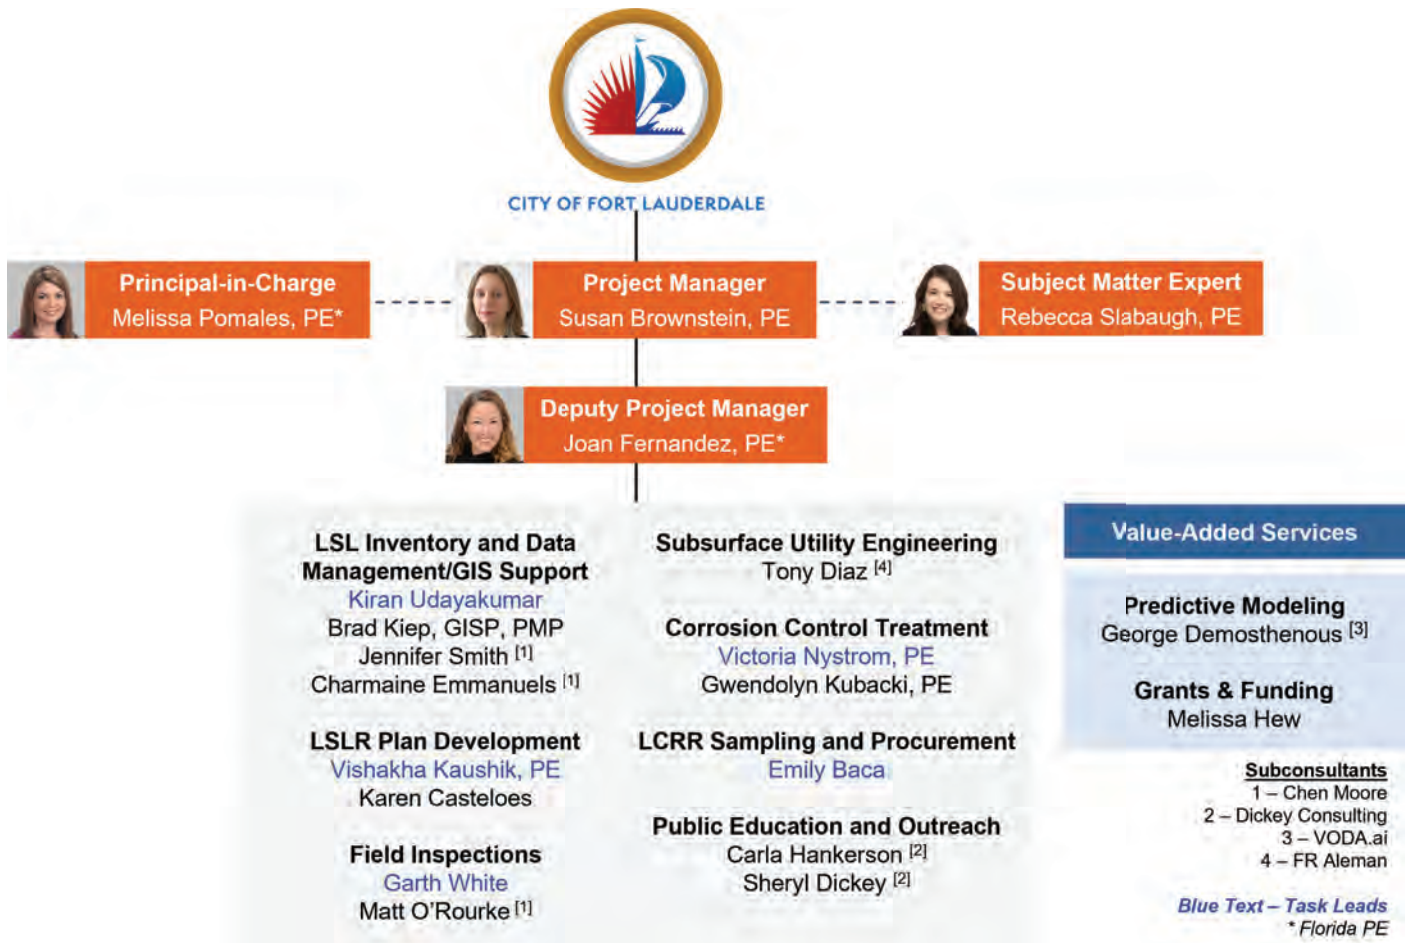 CITY OF FORT LAUDERDALE
Principal-in-Charge
Melissa Pomales, PE*
Project Manager
Susan Brownstein, PE
Subject Matter Expert
Rebecca Slabaugh, PE
Deputy Project Manager
Joan Fernandez, PE*
LSL Inventory and Data
Management/GIS Support
Kiran Udayakumar
Brad Kiep, GISP, PMP
Jennifer Smith [1]
Charmaine Emmanuels [1]
LSLR Plan Development
Vishakha Kaushik, PE
Karen Casteloes
Field Inspections
Garth White
Matt O'Rourke [1]
Subsurface Utility Engineering
Tony Diaz [4]
Corrosion Control Treatment
Victoria Nystrom, PE
Gwendolyn Kubacki, PE
LCRR Sampling and Procurement
Emily Baca
Public Education and Outreach
Carla Hankerson [2]
Sheryl Dickey [2]
Value-Added Services
Predictive Modeling
George Demosthenous [3]
Grants & Funding
Melissa Hew
Subconsultants
1 – Chen Moore
2 – Dickey Consulting
3 – VODA.ai
4 – FR Aleman
Blue Text – Task Leads
* Florida PE